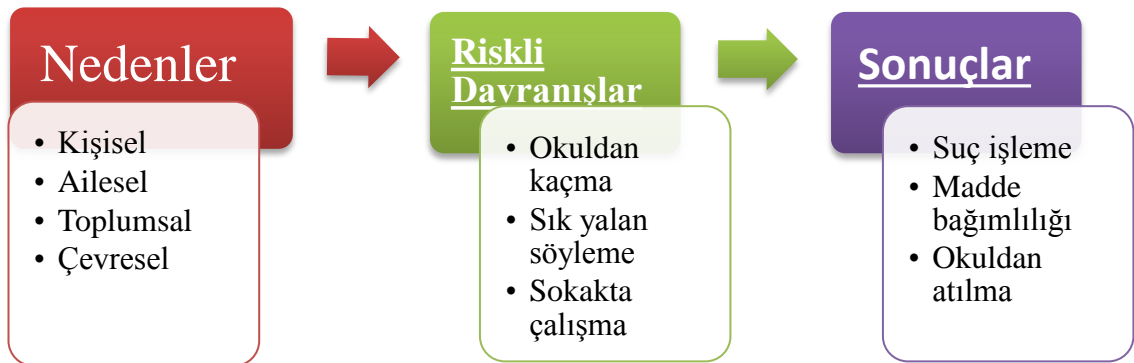 Nedenler
• Kişisel
• Ailesel
• Toplumsal
• Çevresel
Riskli
Davranışlar
• Okuldan
kaçma
• Sık yalan
söyleme
• Sokakta
çalışma
Sonuçlar
• Suç işleme
• Madde
bağımlılığı
• Okuldan
atılma